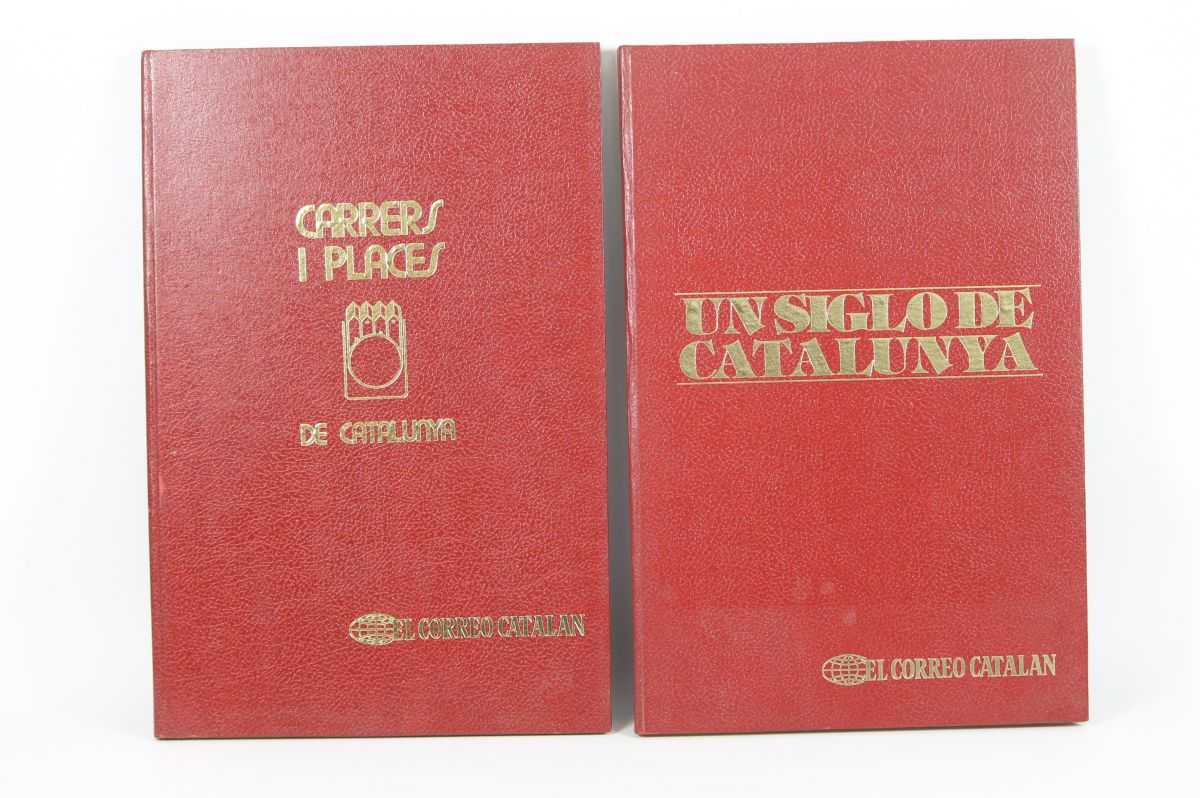 CARRERS
I PLACES
DE CATALUNYA
EL CORREO CATALAN
UN SIGLO DE
CATALUNYA
EL CORREO CATALAN